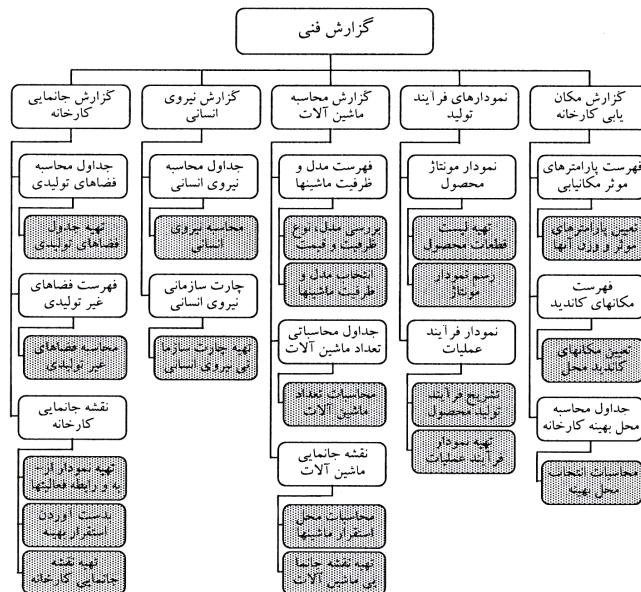 گزارش فنی
گزارش مکان
یابی کارخانه
فهرست پارامترهای
موثر مکانیابی
تعیین پارامترهای
موثر و وزن آنها
فهرست
مکانهای کاندید
تعیین مکانهای
کاندید محل
جداول محاسبه
محل بهینه کارخانه
محاسبات انتخاب
محل بهینه
نمودارهای فرآیند
تولید
نمودار مونتاژ
محصول
تهیه لیست
قطعات محصول
رسم نمودار
مونتاژ
نمودار فرآیند
عملیات
تشریح فرآیند
تولید محصول
تهیه نمودار
فرآیند عملیات
گزارش محاسبه
ماشین آلات
فهرست مدل و
ظرفیت ماشینها
بررسی مدل، نوع
ظرفیت و قیمت
انتخاب مدل و
ظرفیت ماشینها
جداول محاسباتی
تعداد ماشین آلات
محاسبات تعداد
ماشین آلات
نقشه جانمایی
ماشین آلات
محاسبات محل
استقرار ماشینها
تهیه نقشه جانما
یی ماشین آلات
گزارش نیروی
انسانی
جداول محاسبه
نیروی انسانی
محاسبه نیروی
انسانی
چارت سازمانی
نیروی انسانی
تهیه چارت سازما
نی نیروی انسانی
گزارش جانمایی
کارخانه
جداول محاسبه
فضاهای تولیدی
تهیه جدول
فضاهای تولیدی
فهرست فضاهای
غیر تولیدی
محاسبه فضاهای
غیر تولیدی
نقشه جانمایی
کارخانه
تهیه نمودار از -
به و رابطه فعالیتها
بدست آوردن
استقرار بهینه
تهیه نقشه
جانمایی کارخانه